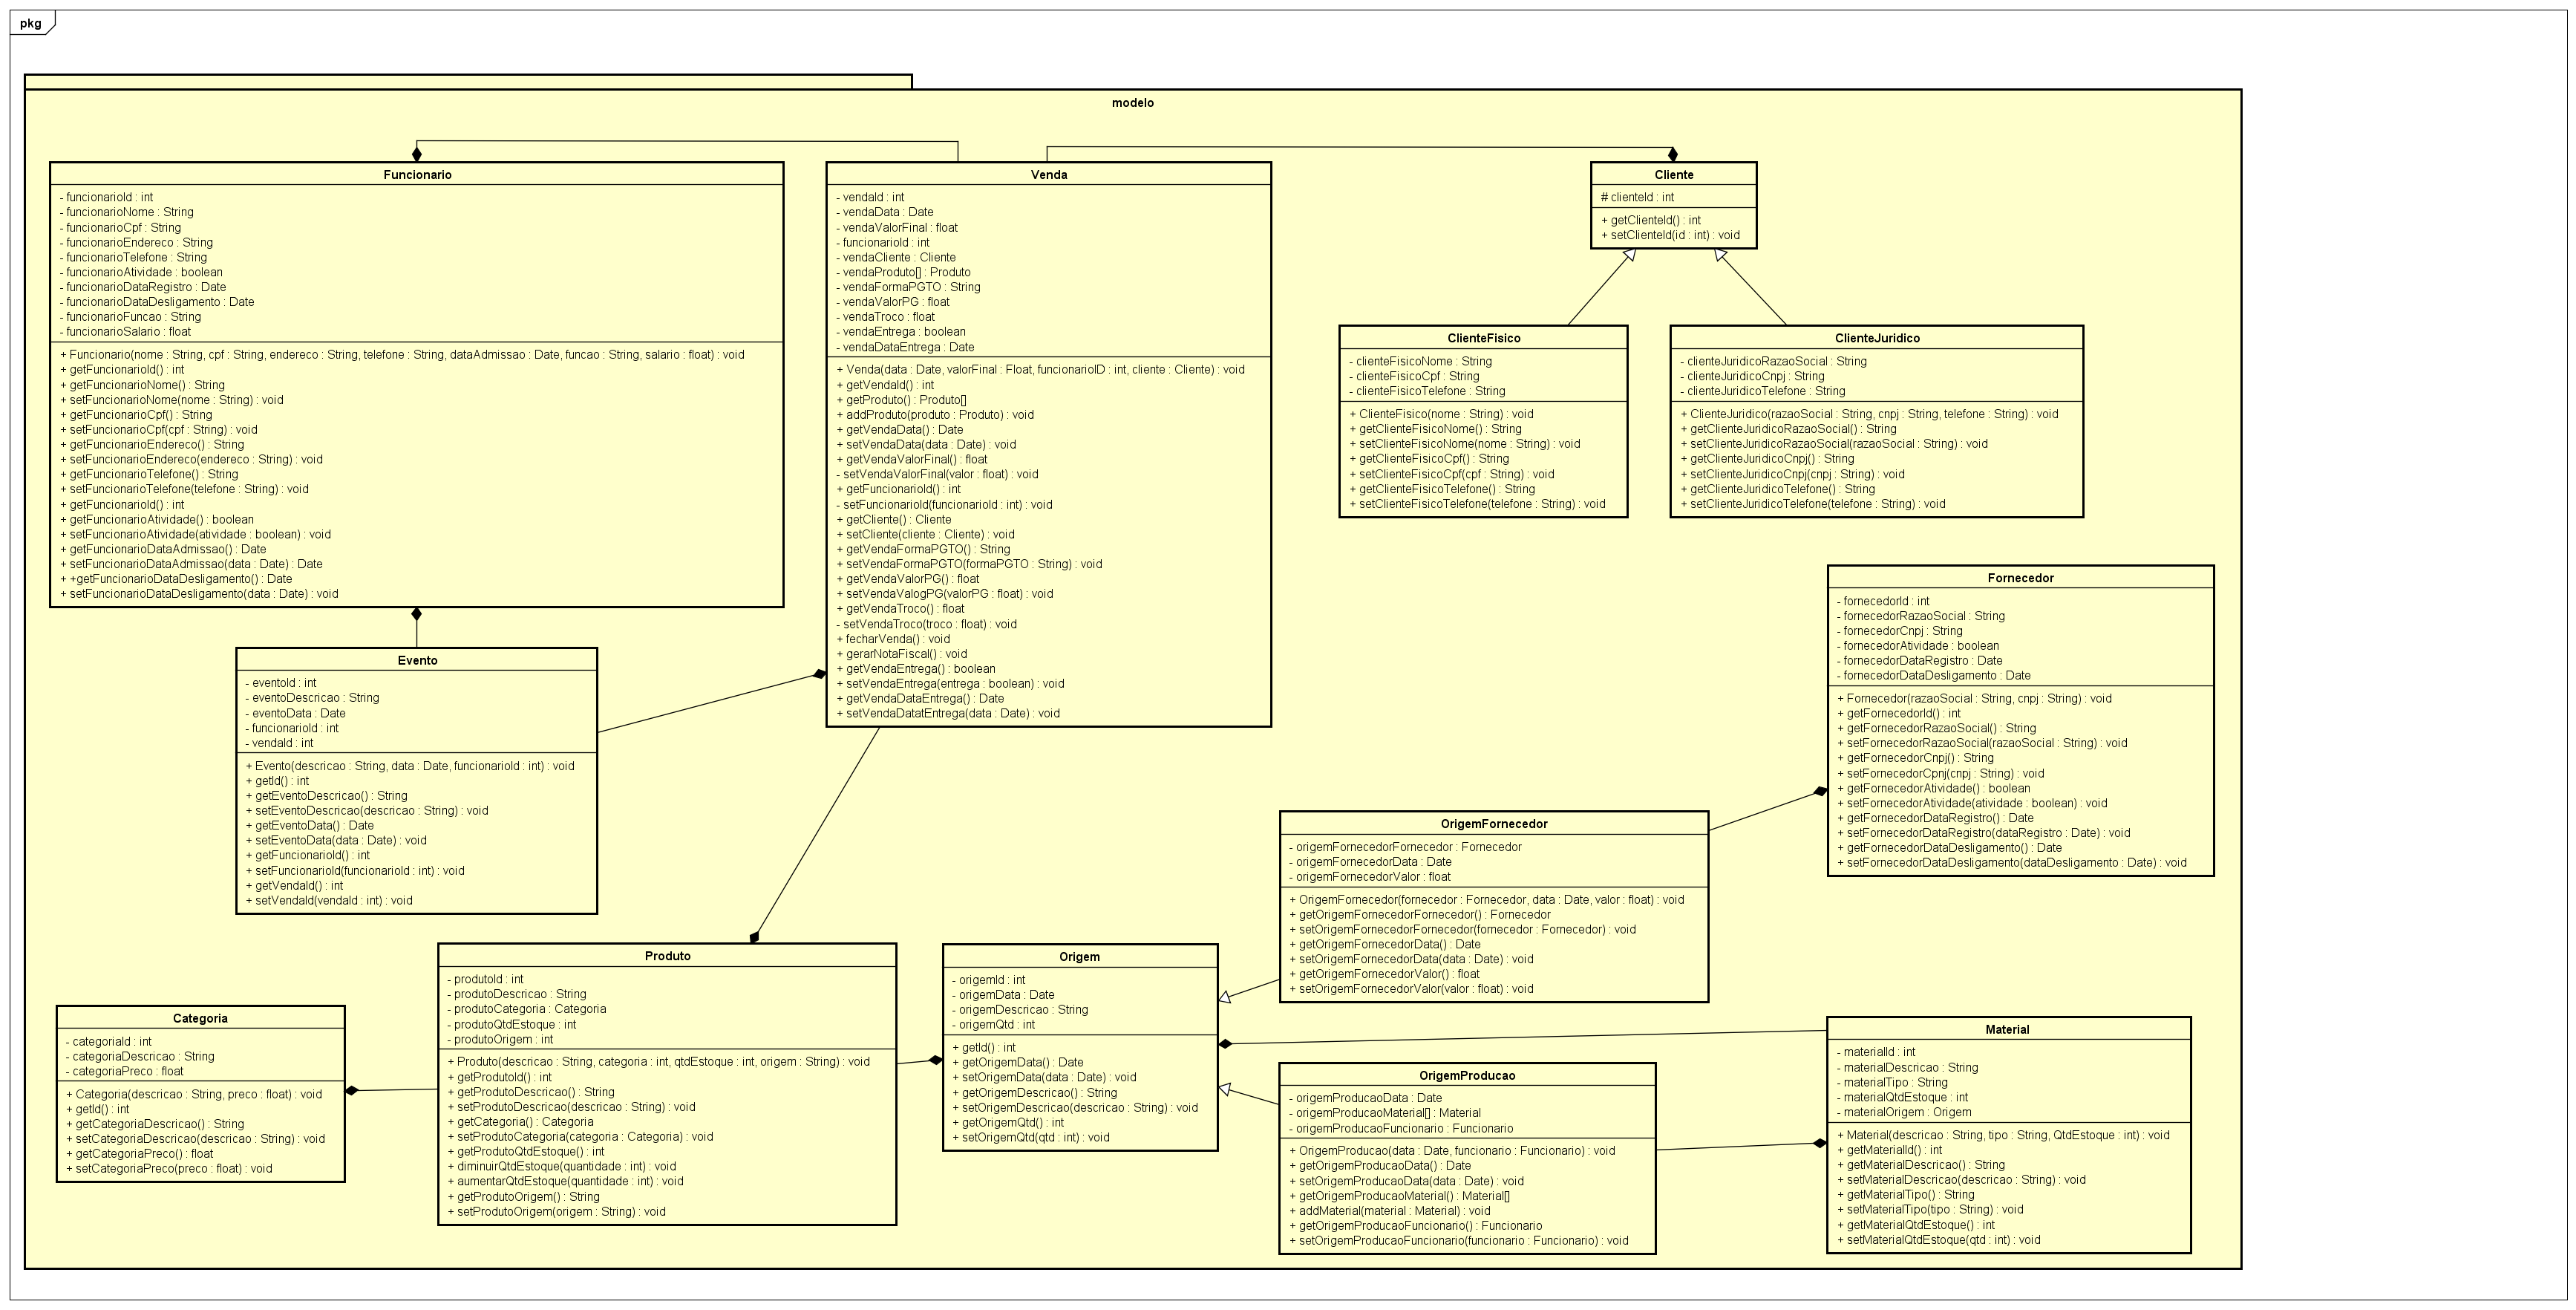 pkg
modelo
Funcionario
- funcionarioId : int
- funcionarioNome : String
- funcionarioCpf : String
- funcionarioEndereco : String
- funcionarioTelefone : String
- funcionarioAtividade : boolean
- funcionarioDataRegistro : Date
- funcionarioDataDesligamento : Date
- funcionarioFuncao : String
- funcionarioSalario : float
+ Funcionario(nome : String, cpf : String, endereco : String, telefone : String, dataAdmissao : Date, funcao : String, salario : float) : void
+ getFuncionarioId() : int
+ getFuncionarioNome() : String
+ setFuncionarioNome(nome : String) : void
+ getFuncionarioCpf() : String
+ setFuncionarioCpf(cpf : String) : void
+ getFuncionarioEndereco() : String
+ setFuncionarioEndereco(endereco : String) : void
+ getFuncionarioTelefone() : String
+ setFuncionarioTelefone(telefone : String) : void
+ getFuncionarioId() : int
+ getFuncionarioAtividade() : boolean
+ setFuncionarioAtividade(atividade : boolean) : void
+ getFuncionarioDataAdmissao() : Date
+ setFuncionarioDataAdmissao(data : Date) : Date
+ +getFuncionarioDataDesligamento() : Date
+ setFuncionarioDataDesligamento(data : Date) : void
Venda
- vendaId : int
- vendaData : Date
- vendaValorFinal : float
- funcionarioId : int
- vendaCliente : Cliente
- vendaProduto[] : Produto
- vendaFormaPGTO : String
- vendaValorPG : float
- vendaTroco : float
- vendaEntrega : boolean
- vendaDataEntrega : Date
+ Venda(data : Date, valorFinal : Float, funcionarioID : int, cliente : Cliente) : void
+ getVendaId() : int
+ getProduto() : Produto[]
+ addProduto(produto : Produto) : void
+ getVendaData() : Date
+ setVendaData(data : Date) : void
+ getVendaValorFinal() : float
- setVendaValorFinal(valor : float) : void
+ getFuncionarioId() : int
- setFuncionarioId(funcionarioId : int) : void
+ getCliente() : Cliente
+ setCliente(cliente : Cliente) : void
+ getVendaFormaPGTO() : String
+ setVendaFormaPGTO(formaPGTO : String) : void
+ getVendaValorPG() : float
+ setVendaValogPG(valorPG : float) : void
+ getVendaTroco() : float
- setVendaTroco(troco : float) : void
+ fecharVenda() : void
+ gerarNotaFiscal() : void
+ getVendaEntrega() : boolean
+ setVendaEntrega(entrega : boolean) : void
+ getVendaDataEntrega() : Date
+ setVendaDatatEntrega(data : Date) : void
Cliente
# clienteId : int
+ getClienteId() : int
+ setClienteId(id : int) : void
ClienteFisico
- clienteFisicoNome : String
- clienteFisicoCpf : String
- clienteFisicoTelefone : String
+ ClienteFisico(nome : String) : void
+ getClienteFisicoNome() : String
+ setClienteFisicoNome(nome : String) : void
+ getClienteFisicoCpf() : String
+ setClienteFisicoCpf(cpf : String) : void
+ getClienteFisicoTelefone() : String
+ setClienteFisicoTelefone(telefone : String) : void
ClienteJuridico
- clienteJuridicoRazaoSocial : String
- clienteJuridicoCnpj : String
- clienteJuridicoTelefone : String
+ ClienteJuridico(razaoSocial : String, cnpj : String, telefone : String) : void
+ getClienteJuridicoRazaoSocial() : String
+ setClienteJuridicoRazaoSocial(razaoSocial : String) : void
+ getClienteJuridicoCnpj() : String
+ setClienteJuridicoCnpj(cnpj : String) : void
+ getClienteJuridicoTelefone() : String
+ setClienteJuridicoTelefone(telefone : String) : void
Fornecedor
- fornecedorId : int
- fornecedorRazaoSocial : String
- fornecedorCnpj : String
- fornecedorAtividade : boolean
- fornecedorDataRegistro : Date
- fornecedorDataDesligamento : Date
+ Fornecedor(razaoSocial : String, cnpj : String) : void
+ getFornecedorId() : int
+ getFornecedorRazaoSocial() : String
+ setFornecedorRazaoSocial(razaoSocial : String) : void
+ getFornecedorCnpj() : String
+ setFornecedorCpnj(cnpj : String) : void
+ getFornecedorAtividade() : boolean
+ setFornecedorAtividade(atividade : boolean) : void
+ getFornecedorDataRegistro() : Date
+ setFornecedorDataRegistro(dataRegistro : Date) : void
+ getFornecedorDataDesligamento() : Date
+ setFornecedorDataDesligamento(dataDesligamento : Date) : void
Evento
- eventoId : int
- eventoDescricao : String
- eventoData : Date
- funcionarioId : int
- vendaId : int
+ Evento(descricao : String, data : Date, funcionarioId : int) : void
+ getId() : int
+ getEventoDescricao() : String
+ setEventoDescricao(descricao : String) : void
+ getEventoData() : Date
+ setEventoData(data : Date) : void
+ getFuncionarioId() : int
+ setFuncionarioId(funcionarioId : int) : void
+ getVendaId() : int
+ setVendaId(vendaId : int) : void
OrigemFornecedor
- origemFornecedorFornecedor : Fornecedor
- origemFornecedorData : Date
- origemFornecedorValor : float
+ OrigemFornecedor(fornecedor : Fornecedor, data : Date, valor : float) : void
+ getOrigemFornecedorFornecedor() : Fornecedor
+ setOrigemFornecedorFornecedor(fornecedor : Fornecedor) : void
+ getOrigemFornecedorData() : Date
+ setOrigemFornecedorData(data : Date) : void
+ getOrigemFornecedorValor() : float
+ setOrigemFornecedorValor(valor : float) : void
Categoria
- categoriaId : int
- categoriaDescricao : String
- categoriaPreco : float
+ Categoria(descricao : String, preco : float) : void
+ getId() : int
+ getCategoriaDescricao() : String
+ setCategoriaDescricao(descricao : String) : void
+ getCategoriaPreco() : float
+ setCategoriaPreco(preco : float) : void
Produto
- produtoId : int
- produtoDescricao : String
- produtoCategoria : Categoria
- produtoQtdEstoque : int
- produtoOrigem : int
+ Produto(descricao : String, categoria : int, qtdEstoque : int, origem : String) : void
+ getProdutoId() : int
+ getProdutoDescricao() : String
+ setProdutoDescricao(descricao : String) : void
+ getCategoria() : Categoria
+ setProdutoCategoria(categoria : Categoria) : void
+ getProdutoQtdEstoque() : int
+ diminuirQtdEstoque(quantidade : int) : void
+ aumentarQtdEstoque(quantidade : int) : void
+ getProdutoOrigem() : String
+ setProdutoOrigem(origem : String) : void
Origem
- origemId : int
- origemData : Date
- origemDescricao : String
- origemQtd : int
+ getId() : int
+ getOrigemData() : Date
+ setOrigemData(data : Date) : void
+ getOrigemDescricao() : String
+ setOrigemDescricao(descricao : String) : void
+ getOrigemQtd() : int
+ setOrigemQtd(qtd : int) : void
OrigemProducao
- origemProducaoData : Date
- origemProducaoMaterial[] : Material
- origemProducaoFuncionario : Funcionario
+ OrigemProducao(data : Date, funcionario : Funcionario) : void
+ getOrigemProducaoData() : Date
+ setOrigemProducaoData(data : Date) : void
+ getOrigemProducaoMaterial() : Material[]
+ addMaterial(material : Material) : void
+ getOrigemProducaoFuncionario() : Funcionario
+ setOrigemProducaoFuncionario(funcionario : Funcionario) : void
Material
- materialId : int
- materialDescricao : String
- materialTipo : String
- materialQtdEstoque : int
- materialOrigem : Origem
+ Material(descricao : String, tipo : String, QtdEstoque : int) : void
+ getMaterialId() : int
+ getMaterialDescricao() : String
+ setMaterialDescricao(descricao : String) : void
+ getMaterialTipo() : String
+ setMaterialTipo(tipo : String) : void
+ getMaterialQtdEstoque() : int
+ setMaterialQtdEstoque(qtd : int) : void